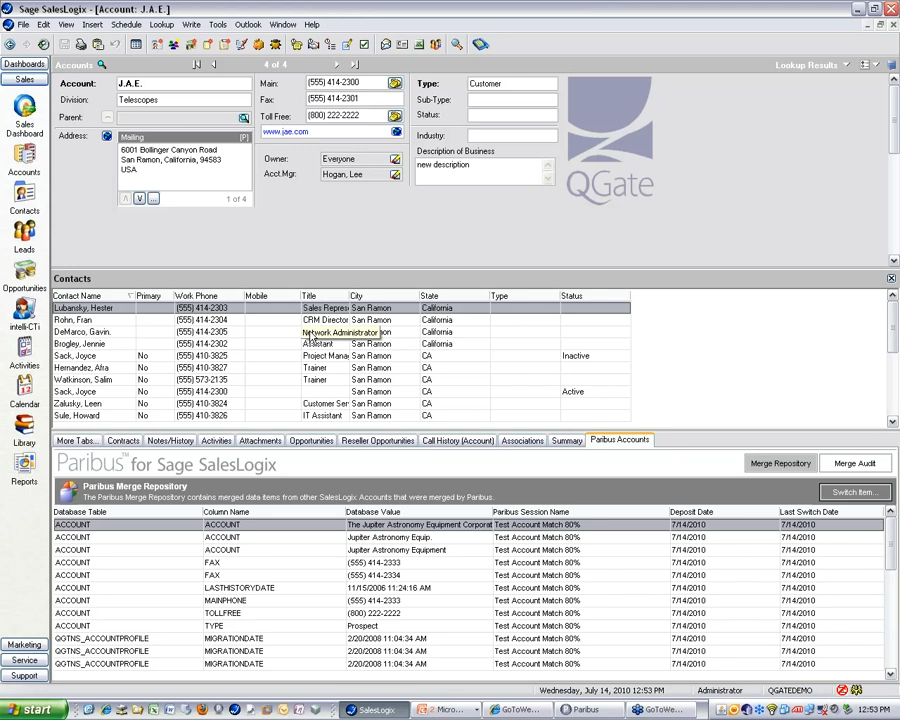 Sage SalesLogix - [Account: J.A.E.]
File Edit View Insert Schedule Lookup Write Tools Outlook Window Help
Dashboards
Accounts
4 of 4
Lookup Results
Sales
Account: J.A.E.
Division: Telescopes
Parent:
Address:
Mailing [P]
6001 Bollinger Canyon Road
San Ramon, California, 94583
USA
1 of 4
Main: (555) 414-2300
Fax: (555) 414-2301
Toll Free: (800) 222-2222
www.jae.com
Owner: Everyone
Acct.Mgr: Hogan, Lee
Type: Customer
Sub-Type:
Status:
Industry:
Description of Business
new description
QGate
Sales Dashboard
Accounts
Contacts
Leads
Opportunities
intelli-CTi
Activities
Calendar
Library
Reports
Marketing
Service
Support
Contacts
Contact Name Primary Work Phone Mobile Title City State Type Status
Lubansky, Hester (555) 414-2303 Sales Repres San Ramon California
Rohn, Fran (555) 414-2304 CRM Director San Ramon California
DeMarco, Gavin. (555) 414-2305 Network Administrator on California
Brogley, Jennie (555) 414-2302 Assistant San Ramon California
Sack, Joyce No (555) 410-3825 Project Mana San Ramon CA Inactive
Hernandez, Afra No (555) 410-3827 Trainer San Ramon CA
Watkinson, Salim No (555) 573-2135 Trainer San Ramon CA
Sack, Joyce No (555) 414-2300 San Ramon CA Active
Zalusky, Leen No (555) 410-3824 Customer Ser San Ramon CA
Sule, Howard No (555) 410-3826 IT Assistant San Ramon CA
More Tabs... Contracts Notes/History Activities Attachments Opportunities Reseller Opportunities Call History (Account) Associations Summary Paribus Accounts
Paribus™ for Sage SalesLogix
Merge Repository Merge Audit
Paribus Merge Repository
The Paribus Merge Repository contains merged data items from other SalesLogix Accounts that were merged by Paribus.
Switch Item...
Database Table Column Name Database Value Paribus Session Name Deposit Date Last Switch Date
ACCOUNT ACCOUNT The Jupiter Astronomy Equipment Corporat Test Account Match 80% 7/14/2010 7/14/2010
ACCOUNT ACCOUNT Jupiter Astronomy Equip. Test Account Match 80% 7/14/2010 7/14/2010
ACCOUNT ACCOUNT Jupiter Astronomy Equipment Test Account Match 80% 7/14/2010 7/14/2010
ACCOUNT FAX (555) 414-2333 Test Account Match 80% 7/14/2010 7/14/2010
ACCOUNT FAX (555) 414-2334 Test Account Match 80% 7/14/2010 7/14/2010
ACCOUNT LASTHISTORYDATE 11/15/2006 11:24:16 AM Test Account Match 80% 7/14/2010 7/14/2010
ACCOUNT MAINPHONE (555) 414-2303 Test Account Match 80% 7/14/2010 7/14/2010
ACCOUNT TOLLFREE (800) 222-2222 Test Account Match 80% 7/14/2010 7/14/2010
ACCOUNT TYPE Prospect Test Account Match 80% 7/14/2010 7/14/2010
QGTNS_ACCOUNTPROFILE MIGRATIONDATE 2/20/2008 11:04:34 AM Test Account Match 80% 7/14/2010 7/14/2010
QGTNS_ACCOUNTPROFILE MIGRATIONDATE 2/20/2008 11:04:34 AM Test Account Match 80% 7/14/2010 7/14/2010
QGTNS_ACCOUNTPROFILE MIGRATIONDATE 2/20/2008 11:04:34 AM Test Account Match 80% 7/14/2010 7/14/2010
Wednesday, July 14, 2010 12:53 PM Administrator QGATEDEMO
start SalesLogix 2 Micro... GoToWe... Paribus GoToWe... 12:53 PM